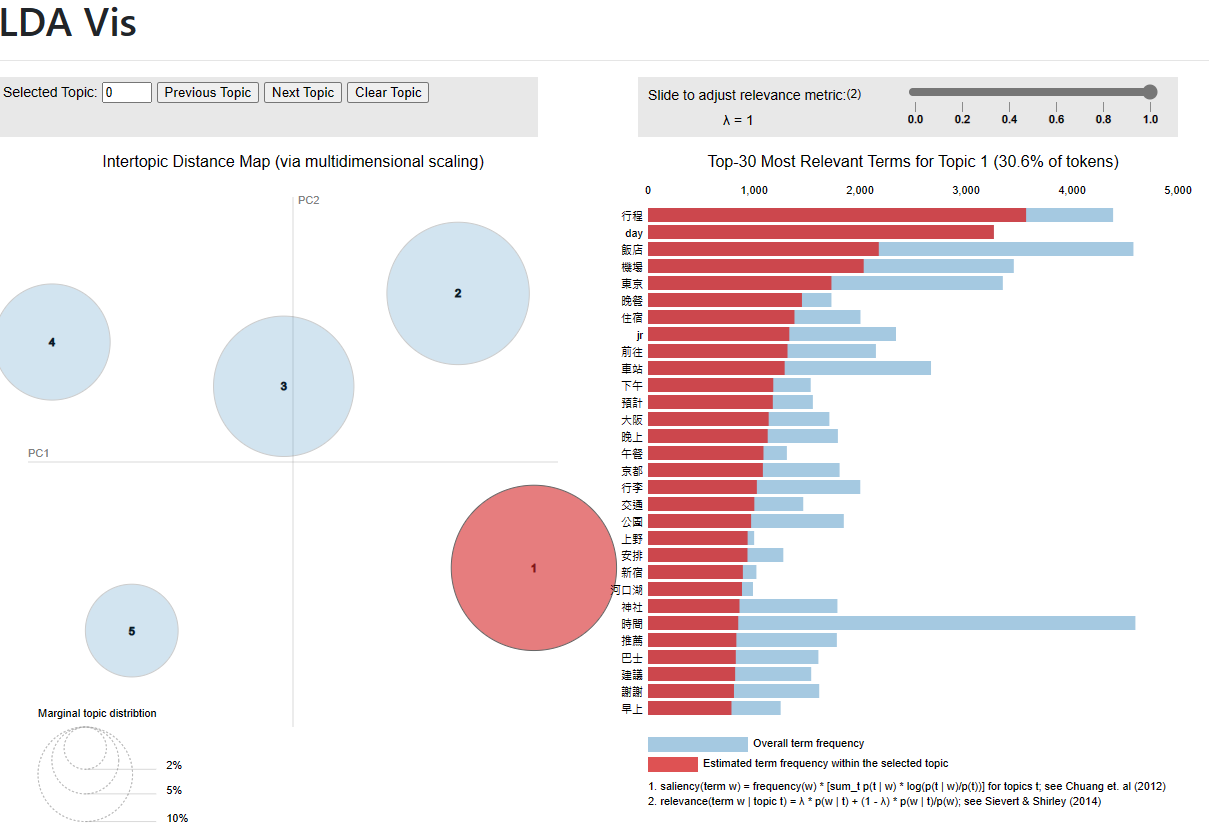 LDA Vis
Selected Topic: 0 Previous Topic Next Topic Clear Topic
Slide to adjust relevance metric:(2)
λ = 1
0.0 0.2 0.4 0.6 0.8 1.0
Intertopic Distance Map (via multidimensional scaling)
PC2
PC1
2
4
3
1
5
Marginal topic distribtion
2%
5%
10%
Top-30 Most Relevant Terms for Topic 1 (30.6% of tokens)
0 1,000 2,000 3,000 4,000 5,000
行程
day
飯店
機場
東京
晚餐
住宿
jr
前往
車站
下午
預計
大阪
晚上
午餐
京都
行李
交通
公園
上野
安排
新宿
河口湖
神社
時間
推薦
巴士
建議
謝謝
早上
Overall term frequency
Estimated term frequency within the selected topic
1. saliency(term w) = frequency(w) * [sum_t p(t | w) * log(p(t | w)/p(t))] for topics t; see Chuang et. al (2012)
2. relevance(term w | topic t) = λ * p(w | t) + (1 - λ) * p(w | t)/p(w); see Sievert & Shirley (2014)